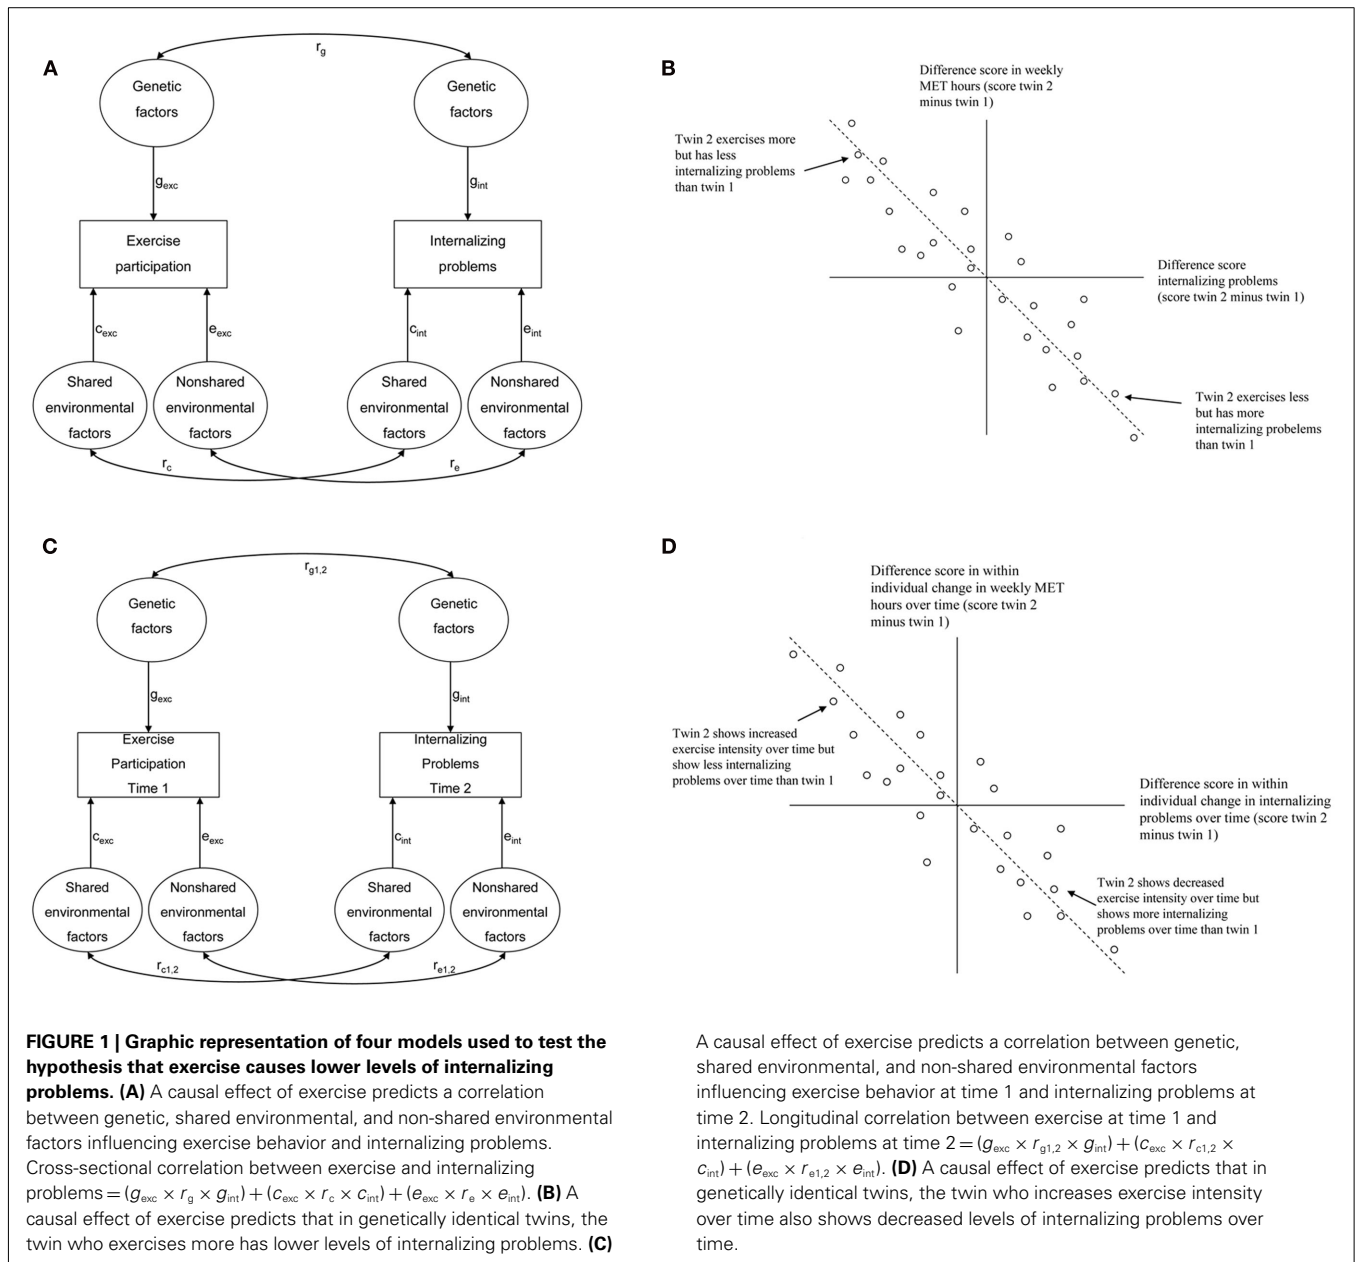 A
r_g
Genetic
factors
Genetic
factors
g_exc
g_int
Exercise
participation
Internalizing
problems
c_exc
e_exc
c_int
e_int
Shared
environmental
factors
Nonshared
environmental
factors
Shared
environmental
factors
Nonshared
environmental
factors
r_c
r_e
B
Difference score in weekly
MET hours (score twin 2
minus twin 1)
Twin 2 exercises more
but has less
internalizing problems
than twin 1
Difference score
internalizing problems
(score twin 2 minus twin 1)
Twin 2 exercises less
but has more
internalizing probelems
than twin 1
C
r_g1,2
Genetic
factors
Genetic
factors
g_exc
g_int
Exercise
Participation
Time 1
Internalizing
Problems
Time 2
c_exc
e_exc
c_int
e_int
Shared
environmental
factors
Nonshared
environmental
factors
Shared
environmental
factors
Nonshared
environmental
factors
r_c1,2
r_e1,2
D
Difference score in within
individual change in weekly MET
hours over time (score twin 2
minus twin 1)
Twin 2 shows increased
exercise intensity over time but
show less internalizing
problems over time than twin 1
Difference score in within
individual change in internalizing
problems over time (score twin 2
minus twin 1)
Twin 2 shows decreased
exercise intensity over time but
shows more internalizing
problems over time than twin 1
FIGURE 1 | Graphic representation of four models used to test the
hypothesis that exercise causes lower levels of internalizing
problems. (A) A causal effect of exercise predicts a correlation
between genetic, shared environmental, and non-shared environmental
factors influencing exercise behavior and internalizing problems.
Cross-sectional correlation between exercise and internalizing
problems = (g_exc × r_g × g_int) + (c_exc × r_c × c_int) + (e_exc × r_e × e_int). (B) A
causal effect of exercise predicts that in genetically identical twins, the
twin who exercises more has lower levels of internalizing problems. (C)
A causal effect of exercise predicts a correlation between genetic,
shared environmental, and non-shared environmental factors
influencing exercise behavior at time 1 and internalizing problems at
time 2. Longitudinal correlation between exercise at time 1 and
internalizing problems at time 2 = (g_exc × r_g1,2 × g_int) + (c_exc × r_c1,2 ×
c_int) + (e_exc × r_e1,2 × e_int). (D) A causal effect of exercise predicts that in
genetically identical twins, the twin who increases exercise intensity
over time also shows decreased levels of internalizing problems over
time.